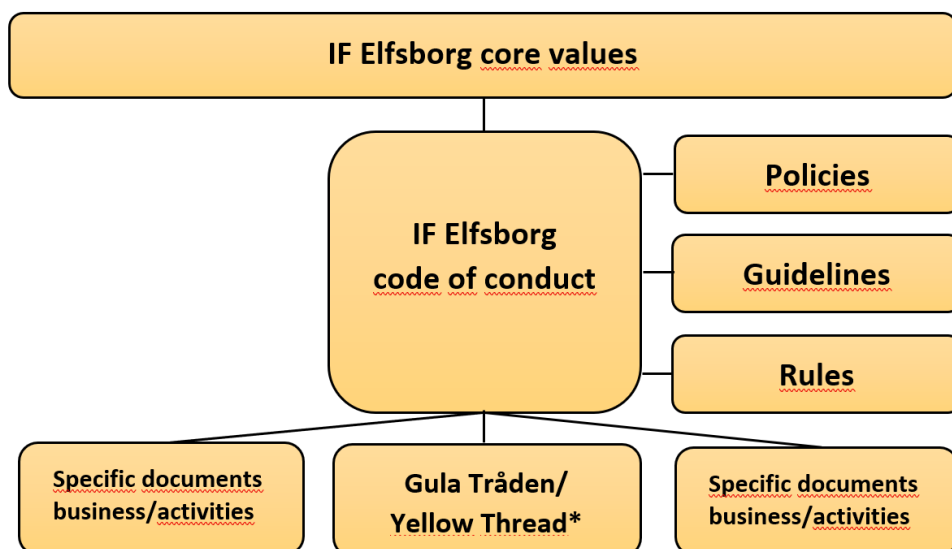 IF Elfsborg core values
IF Elfsborg
code of conduct
Policies
Guidelines
Rules
Specific documents
business/activities
Gula Tråden/
Yellow Thread*
Specific documents
business/activities